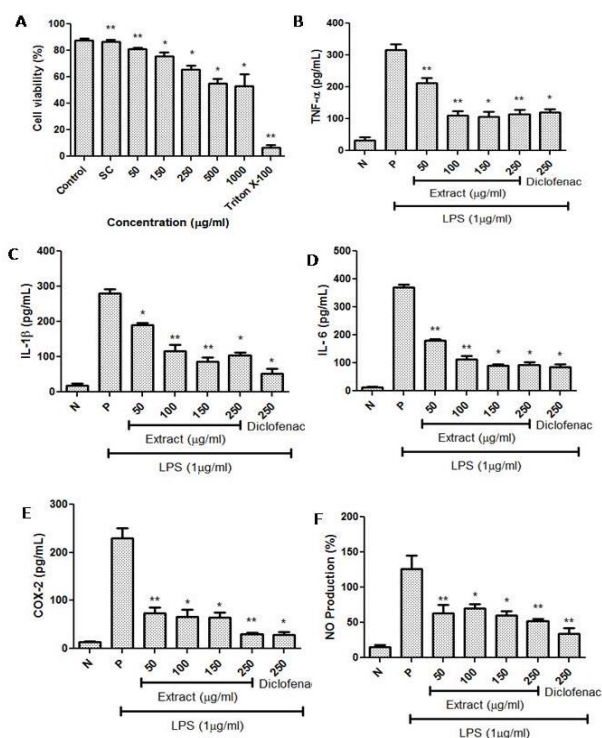 A
Cell viability (%)
100
80
60
40
20
0
** ** * * * * **
Control SC 50 150 250 500 1000 Triton X-100
Concentration (µg/ml)
B
TNF-α (pg/mL)
400
300
200
100
0
** ** * ** *
N P 50 100 150 250 250
Extract (µg/ml) Diclofenac
LPS (1µg/ml)
C
IL-1β (pg/mL)
400
300
200
100
0
* ** ** * *
N P 50 100 150 250 250
Extract (µg/ml) Diclofenac
LPS (1µg/ml)
D
IL- 6 (pg/mL)
500
400
300
200
100
0
** ** * * *
N P 50 100 150 250 250
Extract (µg/ml) Diclofenac
LPS (1µg/ml)
E
COX-2 (pg/mL)
300
200
100
0
** * * ** *
N P 50 100 150 250 250
Extract (µg/ml) Diclofenac
LPS (1µg/ml)
F
NO Production (%)
200
150
100
50
0
** * * ** **
N P 50 100 150 250 250
Extract (µg/ml) Diclofenac
LPS (1µg/ml)